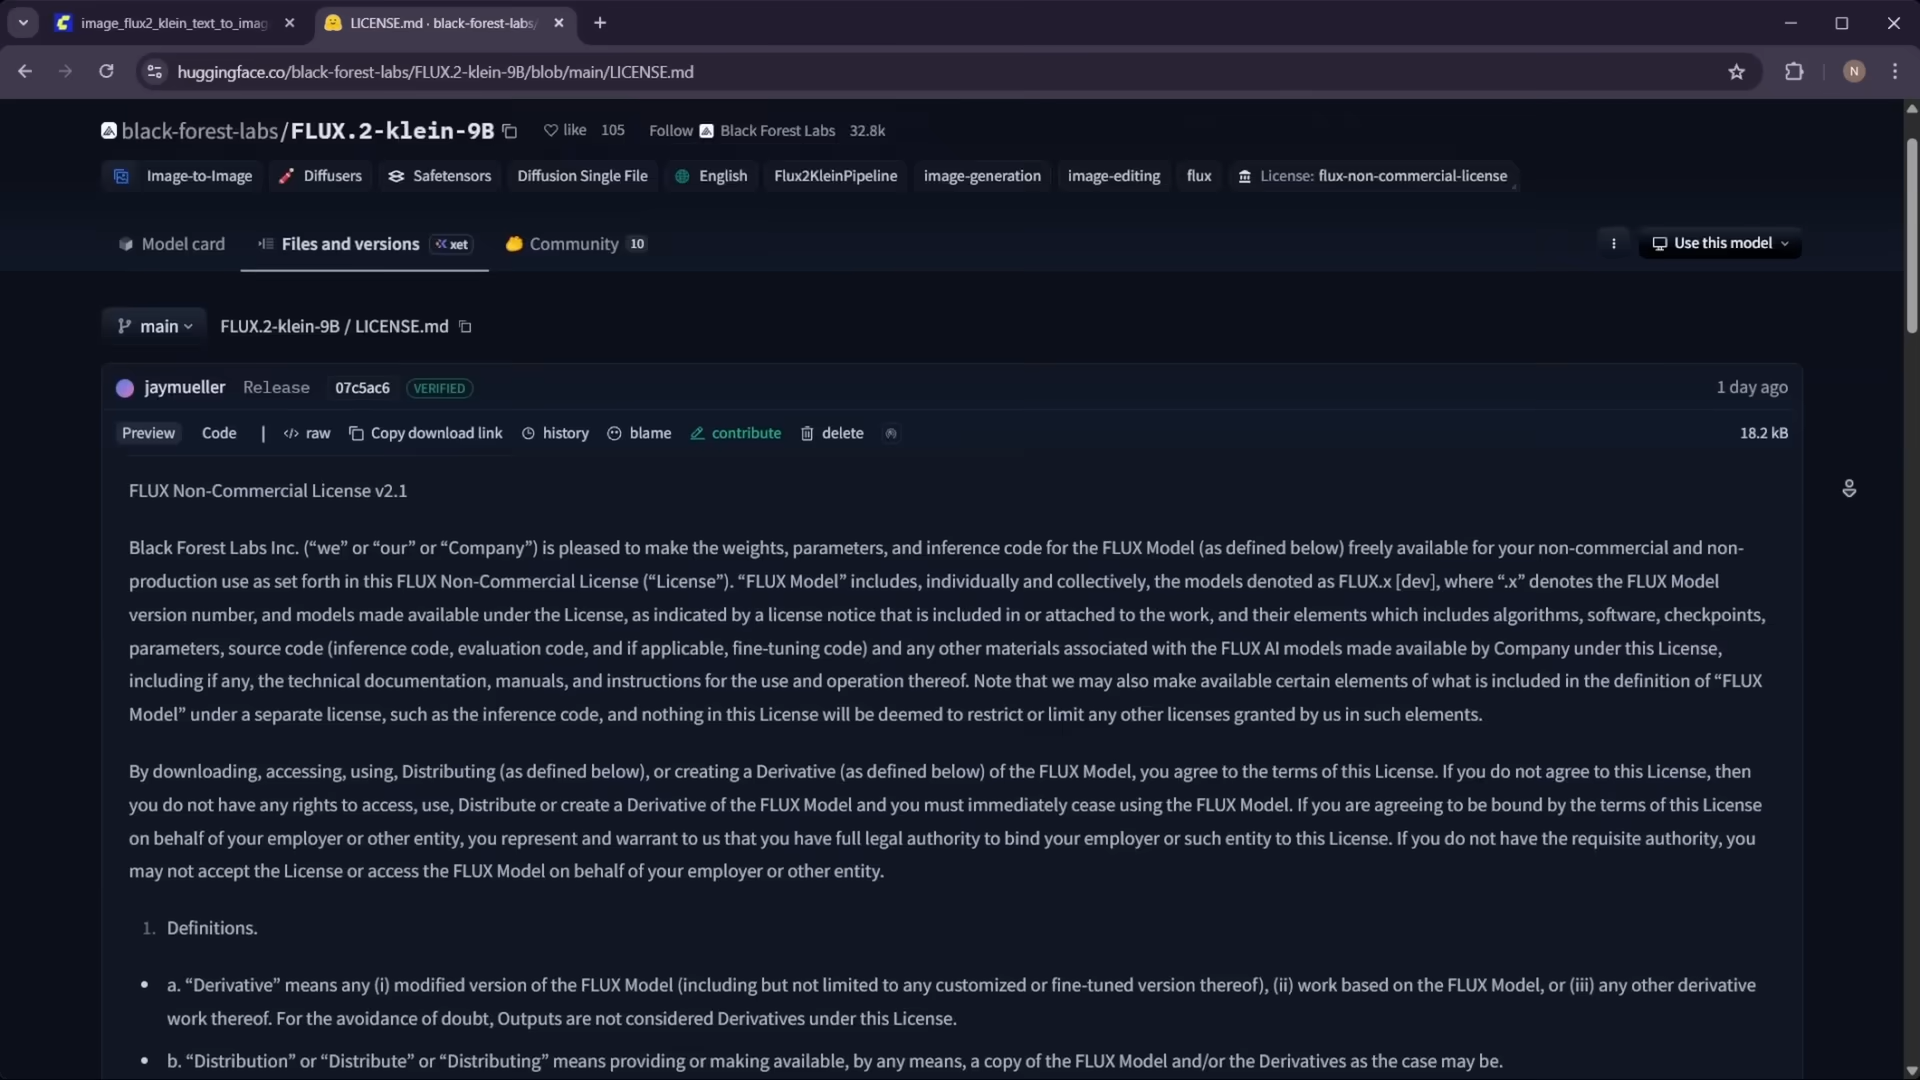 image_flux2_klein_text_to_imag
LICENSE.md · black-forest-labs/
huggingface.co/black-forest-labs/FLUX.2-klein-9B/blob/main/LICENSE.md
N
black-forest-labs/FLUX.2-klein-9B
like 105
Follow Black Forest Labs 32.8k
Image-to-Image Diffusers Safetensors Diffusion Single File English Flux2KleinPipeline image-generation image-editing flux License: flux-non-commercial-license
Model card Files and versions xet Community 10
Use this model
main FLUX.2-klein-9B / LICENSE.md
jaymueller Release 07c5ac6 VERIFIED 1 day ago
Preview Code | </> raw Copy download link history blame contribute delete 18.2 kB
FLUX Non-Commercial License v2.1
Black Forest Labs Inc. (“we” or “our” or “Company”) is pleased to make the weights, parameters, and inference code for the FLUX Model (as defined below) freely available for your non-commercial and non-
production use as set forth in this FLUX Non-Commercial License (“License”). “FLUX Model” includes, individually and collectively, the models denoted as FLUX.x [dev], where “.x” denotes the FLUX Model
version number, and models made available under the License, as indicated by a license notice that is included in or attached to the work, and their elements which includes algorithms, software, checkpoints,
parameters, source code (inference code, evaluation code, and if applicable, fine-tuning code) and any other materials associated with the FLUX AI models made available by Company under this License,
including if any, the technical documentation, manuals, and instructions for the use and operation thereof. Note that we may also make available certain elements of what is included in the definition of “FLUX
Model” under a separate license, such as the inference code, and nothing in this License will be deemed to restrict or limit any other licenses granted by us in such elements.
By downloading, accessing, using, Distributing (as defined below), or creating a Derivative (as defined below) of the FLUX Model, you agree to the terms of this License. If you do not agree to this License, then
you do not have any rights to access, use, Distribute or create a Derivative of the FLUX Model and you must immediately cease using the FLUX Model. If you are agreeing to be bound by the terms of this License
on behalf of your employer or other entity, you represent and warrant to us that you have full legal authority to bind your employer or such entity to this License. If you do not have the requisite authority, you
may not accept the License or access the FLUX Model on behalf of your employer or other entity.
1. Definitions.
• a. “Derivative” means any (i) modified version of the FLUX Model (including but not limited to any customized or fine-tuned version thereof), (ii) work based on the FLUX Model, or (iii) any other derivative
work thereof. For the avoidance of doubt, Outputs are not considered Derivatives under this License.
• b. “Distribution” or “Distribute” or “Distributing” means providing or making available, by any means, a copy of the FLUX Model and/or the Derivatives as the case may be.